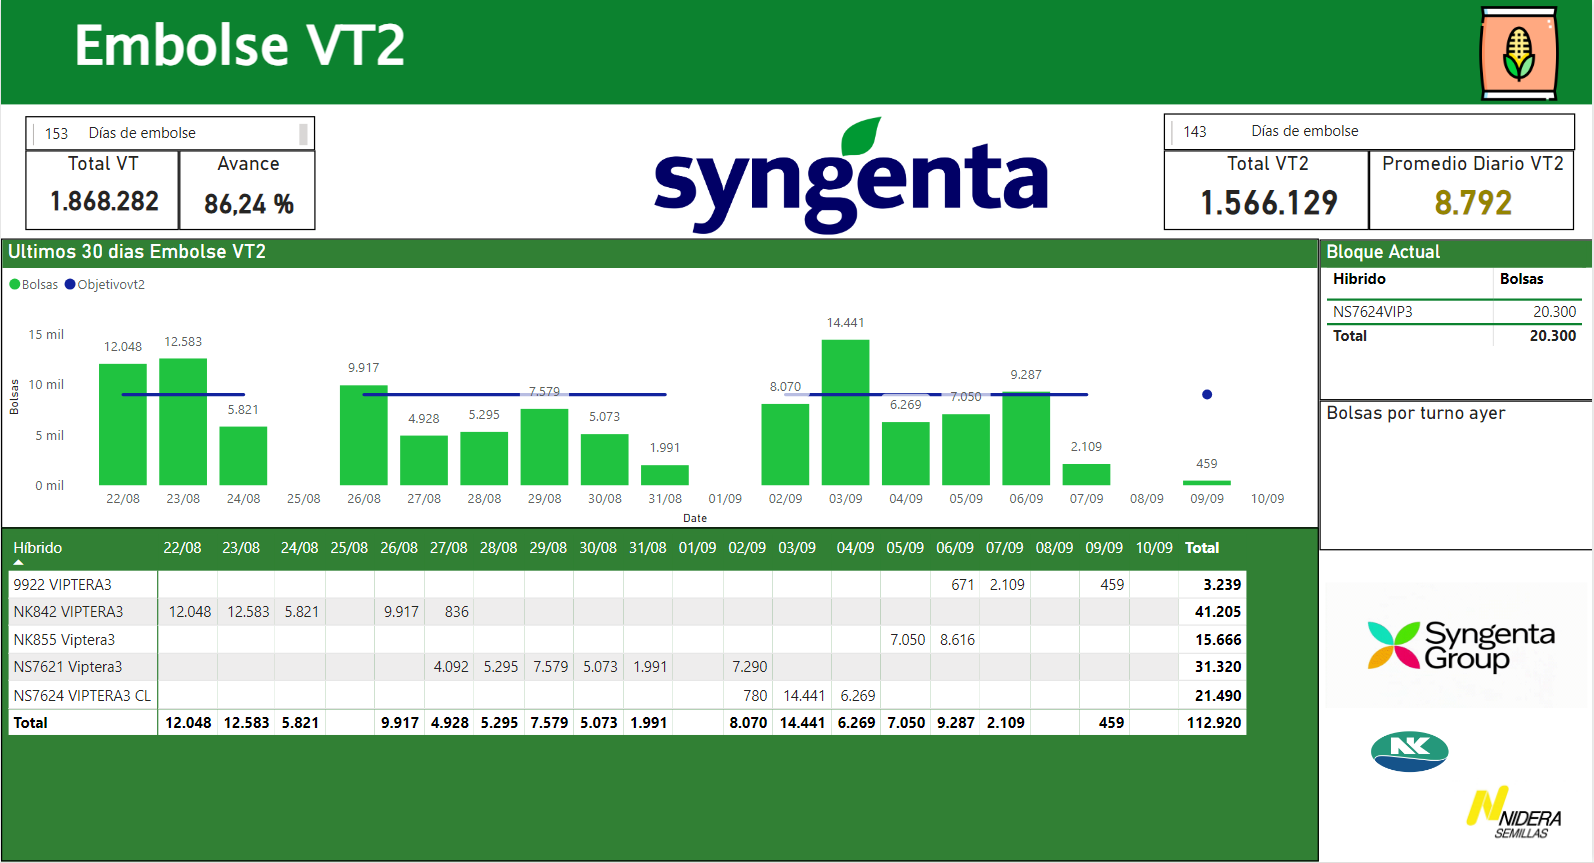 Embolse VT2
153 Días de embolse
Total VT Avance
1.868.282 86,24 %
syngenta
143 Días de embolse
Total VT2 Promedio Diario VT2
1.566.129 8.792
Ultimos 30 dias Embolse VT2
Bolsas Objetivovt2
Bolsas
15 mil
10 mil
5 mil
0 mil
12.048 12.583 5.821 9.917 4.928 5.295 7.579 5.073 1.991 8.070 14.441 6.269 7.050 9.287 2.109 459
22/08 23/08 24/08 25/08 26/08 27/08 28/08 29/08 30/08 31/08 01/09 02/09 03/09 04/09 05/09 06/09 07/09 08/09 09/09 10/09
Date
Bloque Actual
Hibrido Bolsas
NS7624VIP3 20.300
Total 20.300
Bolsas por turno ayer
Híbrido 22/08 23/08 24/08 25/08 26/08 27/08 28/08 29/08 30/08 31/08 01/09 02/09 03/09 04/09 05/09 06/09 07/09 08/09 09/09 10/09 Total
9922 VIPTERA3 671 2.109 459 3.239
NK842 VIPTERA3 12.048 12.583 5.821 9.917 836 41.205
NK855 Viptera3 7.050 8.616 15.666
NS7621 Viptera3 4.092 5.295 7.579 5.073 1.991 7.290 31.320
NS7624 VIPTERA3 CL 780 14.441 6.269 21.490
Total 12.048 12.583 5.821 9.917 4.928 5.295 7.579 5.073 1.991 8.070 14.441 6.269 7.050 9.287 2.109 459 112.920
Syngenta
Group
NK
NIDERA
SEMILLAS